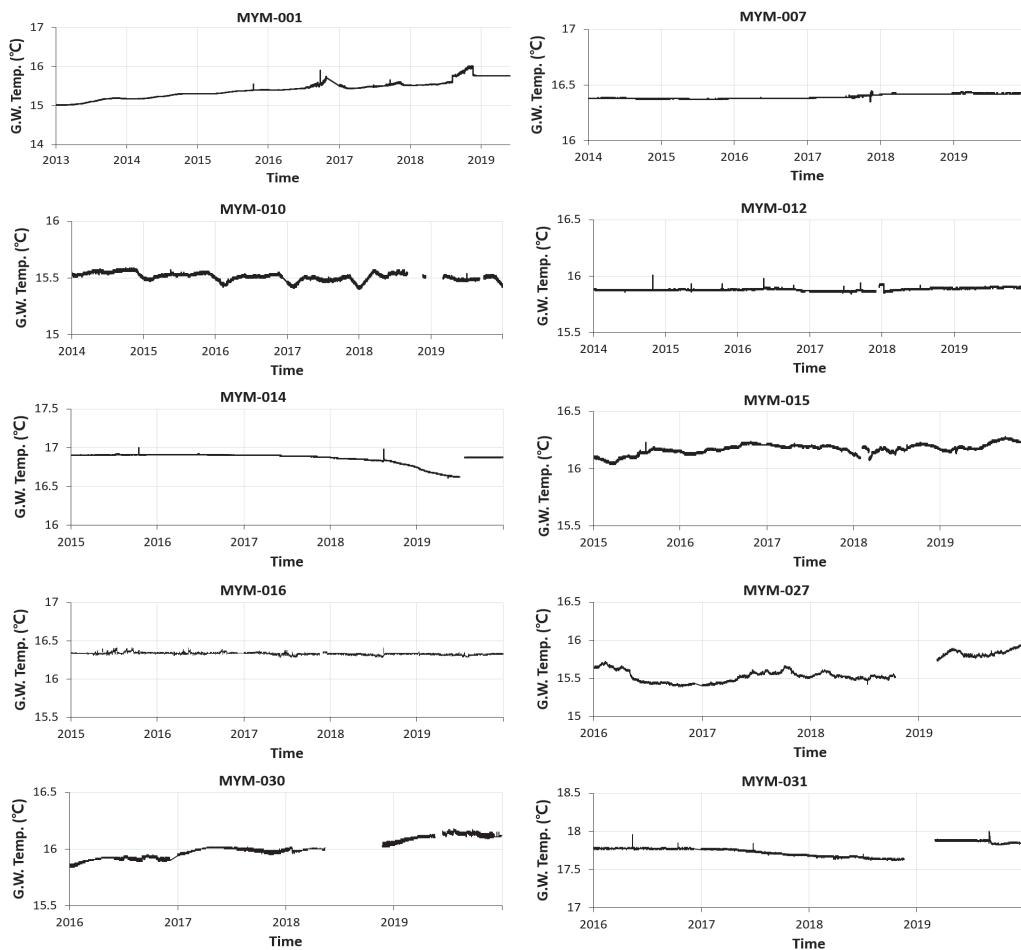 MYM-001
G.W. Temp. (℃)
17
16
15
14
2013 2014 2015 2016 2017 2018 2019
Time
MYM-007
G.W. Temp. (℃)
17
16.5
16
2014 2015 2016 2017 2018 2019
Time
MYM-010
G.W. Temp. (℃)
16
15.5
15
2014 2015 2016 2017 2018 2019
Time
MYM-012
G.W. Temp. (℃)
16.5
16
15.5
2014 2015 2016 2017 2018 2019
Time
MYM-014
G.W. Temp. (℃)
17.5
17
16.5
16
2015 2016 2017 2018 2019
Time
MYM-015
G.W. Temp. (℃)
16.5
16
15.5
2015 2016 2017 2018 2019
Time
MYM-016
G.W. Temp. (℃)
17
16.5
16
15.5
2015 2016 2017 2018 2019
Time
MYM-027
G.W. Temp. (℃)
16.5
16
15.5
15
2016 2017 2018 2019
Time
MYM-030
G.W. Temp. (℃)
16.5
16
15.5
2016 2017 2018 2019
Time
MYM-031
G.W. Temp. (℃)
18.5
18
17.5
17
2016 2017 2018 2019
Time